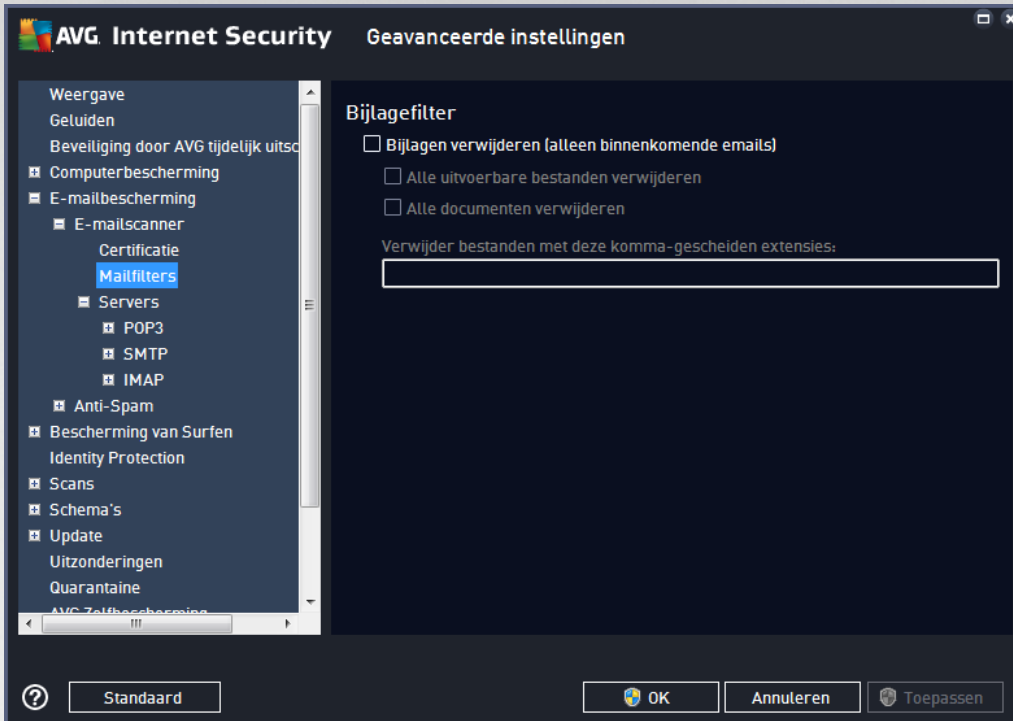 AVG Internet Security Geavanceerde instellingen
Weergave
Geluiden
Beveiliging door AVG tijdelijk uitsc
Computerbescherming
E-mailbescherming
E-mailscanner
Certificatie
Mailfilters
Servers
POP3
SMTP
IMAP
Anti-Spam
Bescherming van Surfen
Identity Protection
Scans
Schema's
Update
Uitzonderingen
Quarantaine
AVG Zelfbescherming
Bijlagefilter
Bijlagen verwijderen (alleen binnenkomende emails)
Alle uitvoerbare bestanden verwijderen
Alle documenten verwijderen
Verwijder bestanden met deze komma-gescheiden extensies:
? Standaard OK Annuleren Toepassen